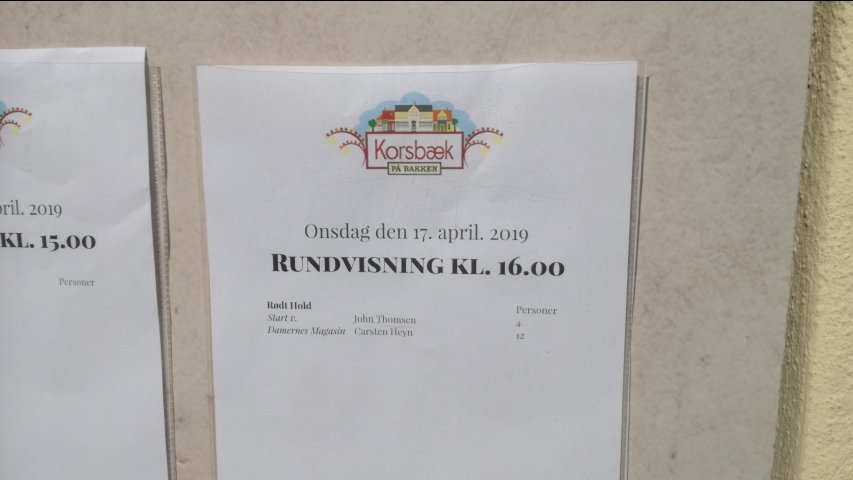 ril. 2019
KL. 15.00
Personer
Korsbæk
PÅ BAKKEN
Onsdag den 17. april. 2019
RUNDVISNING KL. 16.00
Rødt Hold Personer
Start v. John Thomsen 4
Damernes Magasin Carsten Heyn 12